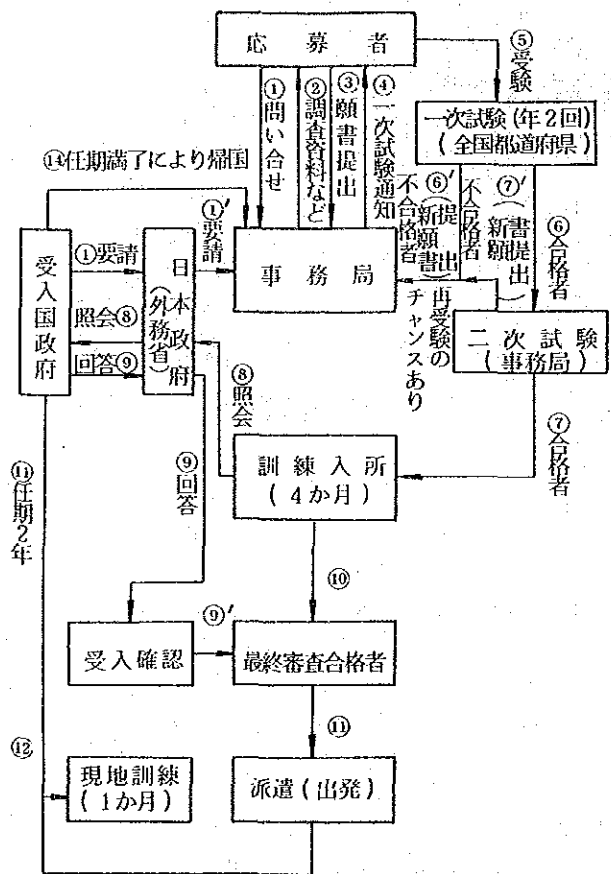 応募者
⑤受験
①問い合せ
②調査資料など
③願書提出
④一次試験通知
一次試験(年2回)
(全国都道府県)
⑭任期満了により帰国
①要請
①′要請
受入国政府
日本政府
(外務省)
事務局
⑥′(新願書提出)
不合格者
(再受験の
チャンスあり
⑦′(新願書提出)
不合格者
⑥合格者
二次試験
(事務局)
照会⑧
回答⑨
⑧照会
⑦合格者
訓練入所
(4か月)
⑨回答
任期2年
⑩
受入確認
⑨′
最終審査合格者
⑪
⑫
現地訓練
(1か月)
派遣(出発)